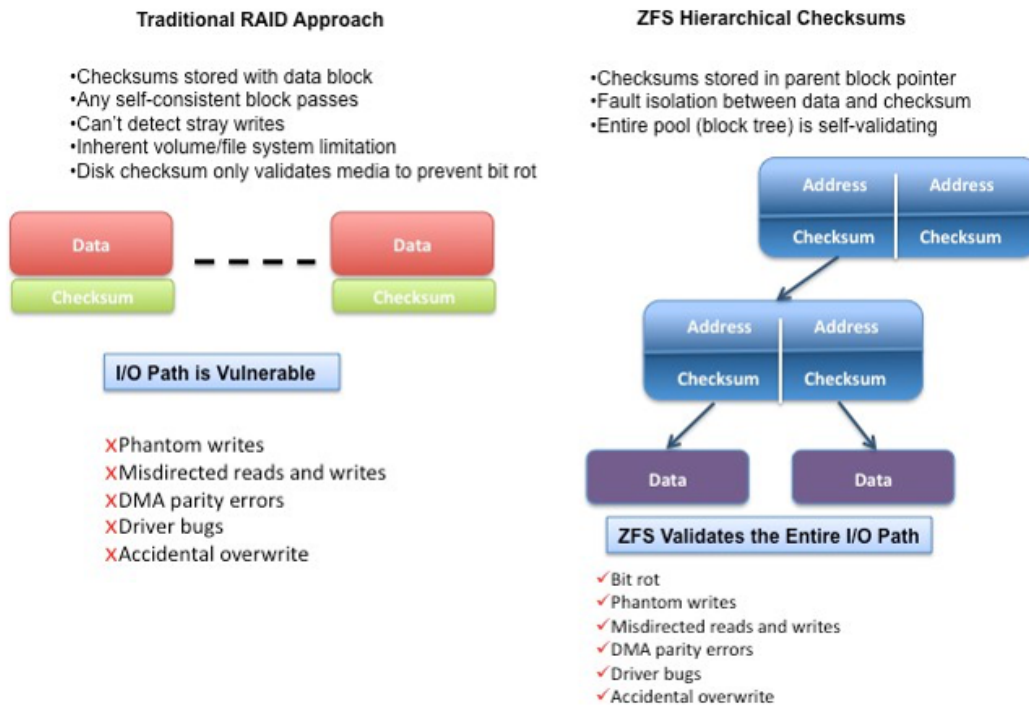 Traditional RAID Approach
•Checksums stored with data block
•Any self-consistent block passes
•Can't detect stray writes
•Inherent volume/file system limitation
•Disk checksum only validates media to prevent bit rot
Data
Data
Checksum
Checksum
I/O Path is Vulnerable
xPhantom writes
xMisdirected reads and writes
xDMA parity errors
xDriver bugs
xAccidental overwrite
ZFS Hierarchical Checksums
•Checksums stored in parent block pointer
•Fault isolation between data and checksum
•Entire pool (block tree) is self-validating
Address
Address
Checksum
Checksum
Address
Address
Checksum
Checksum
Data
Data
ZFS Validates the Entire I/O Path
✓Bit rot
✓Phantom writes
✓Misdirected reads and writes
✓DMA parity errors
✓Driver bugs
✓Accidental overwrite